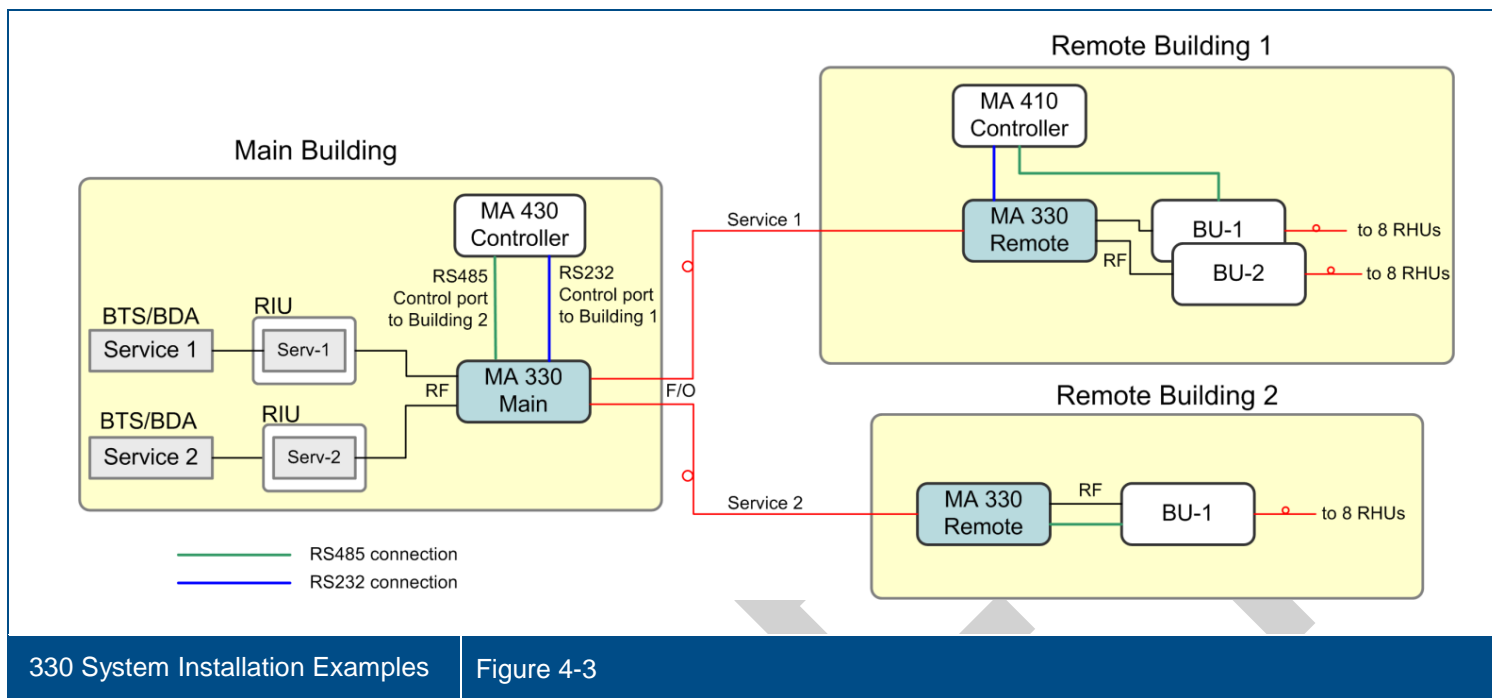 Remote Building 1
MA 410
Controller
Main Building
MA 430
Controller
Service 1
MA 330
Remote
BU-1
to 8 RHUs
RF
BU-2
to 8 RHUs
RS485
Control port
to Building 2
RS232
Control port
to Building 1
BTS/BDA
RIU
Service 1
Serv-1
RF
MA 330
Main
F/O
Remote Building 2
BTS/BDA
RIU
Service 2
Serv-2
Service 2
MA 330
Remote
RF
BU-1
to 8 RHUs
RS485 connection
RS232 connection
330 System Installation Examples
Figure 4-3